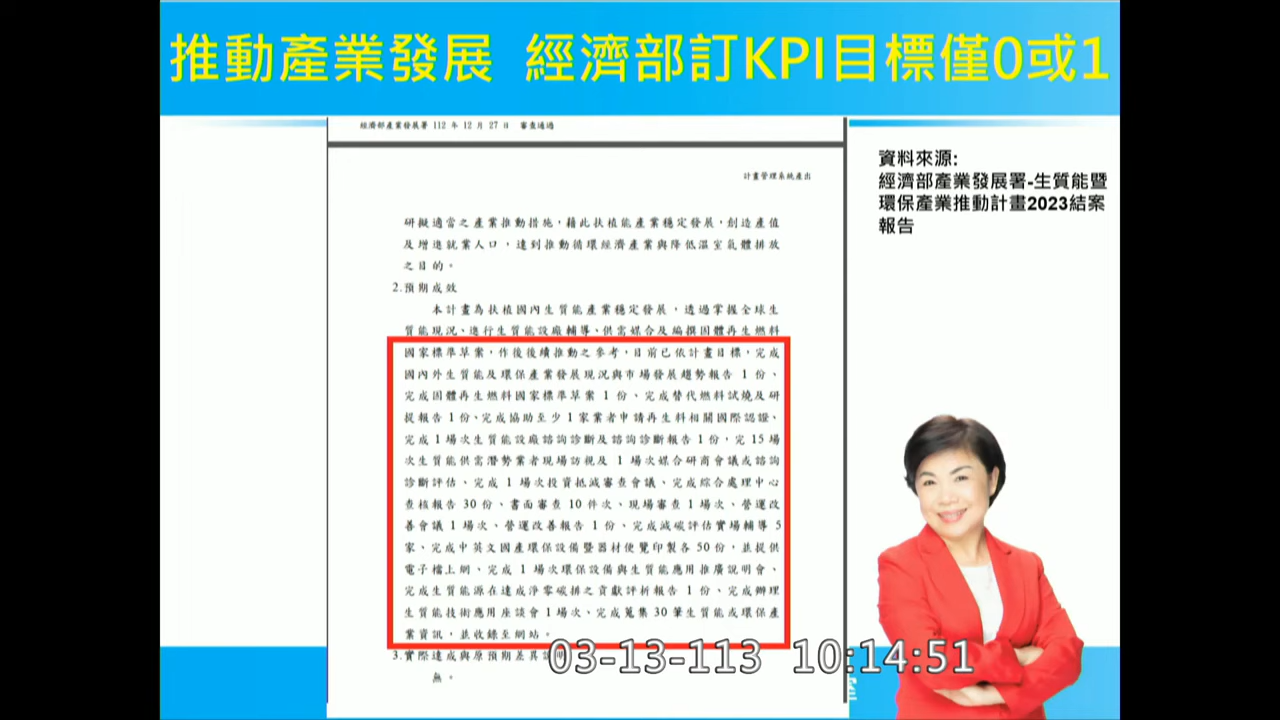 推動產業發展 經濟部訂KPI目標僅0或1
經濟部產業發展署 112 年 12 月 27 日 審查通過
計畫管理系統產出
資料來源:
經濟部產業發展署-生質能暨
環保產業推動計畫2023結案
報告
研擬適當之產業推動措施，藉此扶植能產業穩定發展，創造產值
及增進就業人口，達到推動循環經濟產業與降低溫室氣體排放
之目的。
2.預期成效
本計畫為扶植國內生質能產業穩定發展，透過掌握全球生
質能現況、進行生質能設廠輔導、供需媒合及編撰固體再生燃料
國家標準草案，作後後續推動之參考，目前已依計畫目標，完成
國內外生質能及環保產業發展現況與市場發展趨勢報告 1 份、
完成固體再生燃料國家標準草案 1 份、完成替代燃料試燒及研
提報告 1 份、完成協助至少 1 家業者申請再生料相關國際認證、
完成 1 場次生質能設廠諮詢診斷及諮詢診斷報告 1 份，完 15 場
次生質能供需潛勢業者現場訪視及 1 場次媒合研商會議或諮詢
診斷評估、完成 1 場次投資抵減審查會議、完成綜合處理中心
查核報告 30 份、書面審查 10 件次、現場審查 1 場次、營運改
善會議 1 場次、營運改善報告 1 份、完成減碳評估實場輔導 5
家、完成中英文國產環保設備暨器材便覽印製各 50 份，並提供
電子檔上網、完成 1 場次環保設備與生質能應用推廣說明會、
完成生質能源在達成淨零碳排之貢獻評析報告 1 份、完成辦理
生質能技術應用座談會 1 場次、完成蒐集 30 筆生質能或環保產
業資訊，並收錄至網站。
3.實際達成與原預期差異
無。
03-13-113 10:14:51